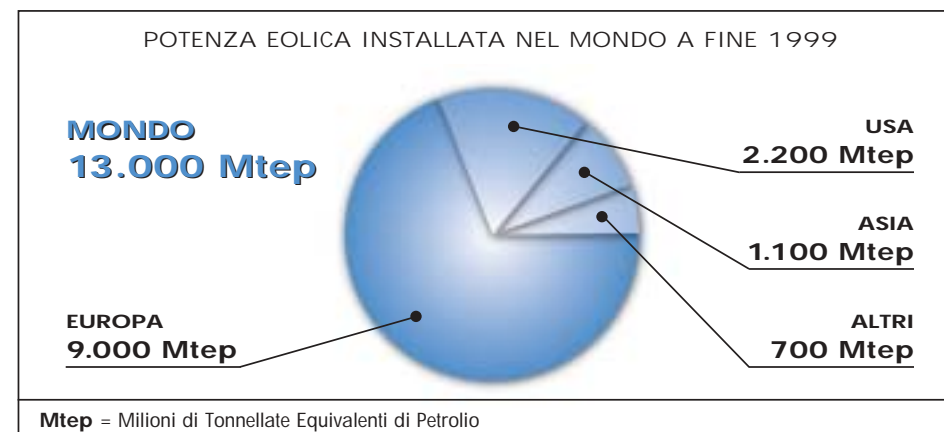 POTENZA EOLICA INSTALLATA NEL MONDO A FINE 1999
MONDO
13.000 Mtep
USA
2.200 Mtep
ASIA
1.100 Mtep
EUROPA
9.000 Mtep
ALTRI
700 Mtep
Mtep = Milioni di Tonnellate Equivalenti di Petrolio